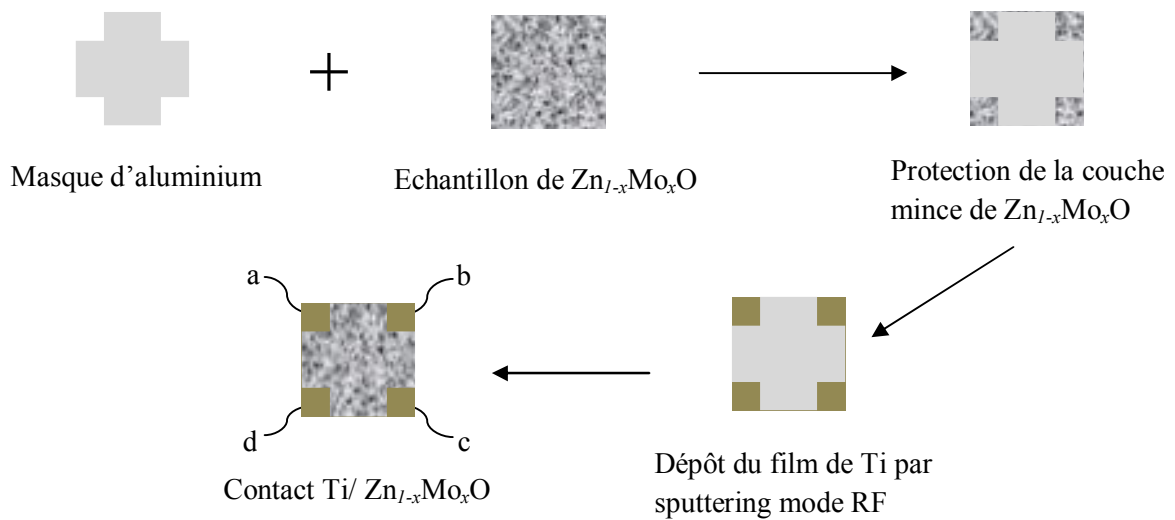 Masque d'aluminium
Echantillon de Zn1-xMoxO
Protection de la couche
mince de Zn1-xMoxO
a
b
d
c
Contact Ti/ Zn1-xMoxO
Dépôt du film de Ti par
sputtering mode RF